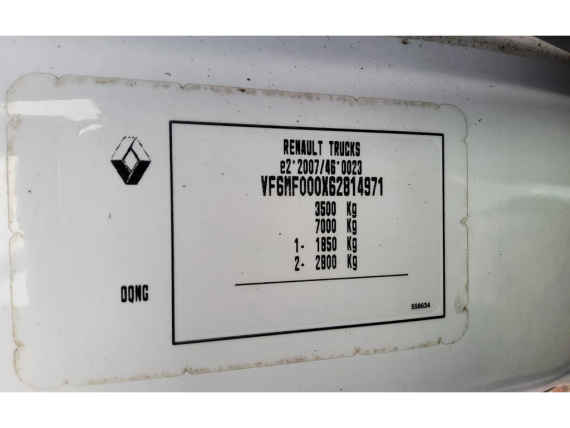 RENAULT TRUCKS
e2*2007/46*0023
VF6MF000X62814971
3500 Kg
7000 Kg
1- 1850 Kg
2- 2800 Kg
0QNG
558634